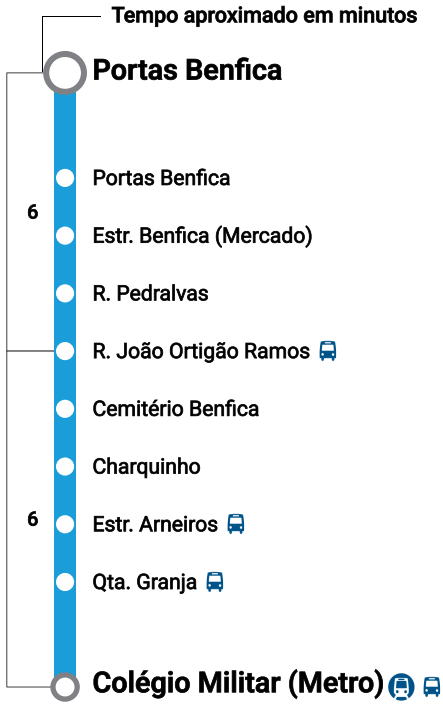 Tempo aproximado em minutos
Portas Benfica
Portas Benfica
6
Estr. Benfica (Mercado)
R. Pedralvas
R. João Ortigão Ramos
Cemitério Benfica
Charquinho
6
Estr. Arneiros
Qta. Granja
Colégio Militar (Metro)